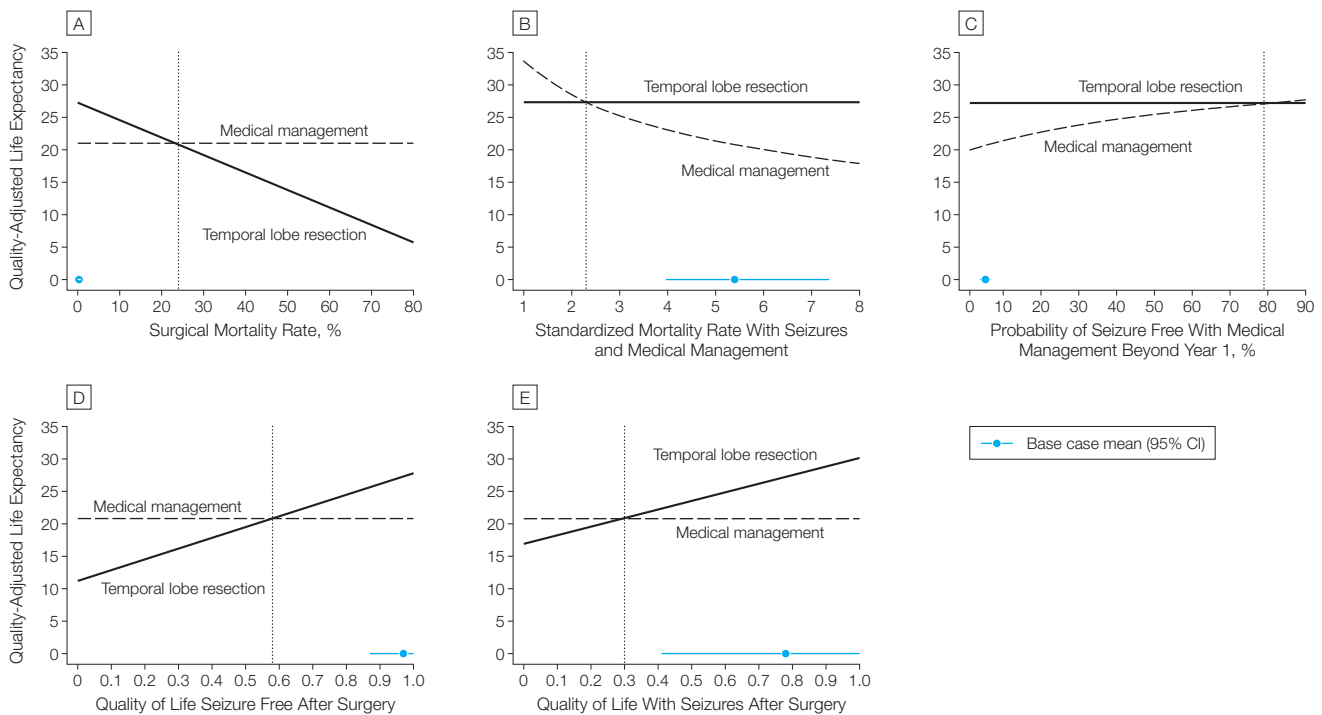 A
Quality-Adjusted Life Expectancy
35
30
25
20
15
10
5
0
Medical management
Temporal lobe resection
0 10 20 30 40 50 60 70 80
Surgical Mortality Rate, %
B
35
30
25
20
15
10
5
0
Temporal lobe resection
Medical management
1 2 3 4 5 6 7 8
Standardized Mortality Rate With Seizures
and Medical Management
C
35
30
25
20
15
10
5
0
Temporal lobe resection
Medical management
0 10 20 30 40 50 60 70 80 90
Probability of Seizure Free With Medical
Management Beyond Year 1, %
D
Quality-Adjusted Life Expectancy
35
30
25
20
15
10
5
0
Medical management
Temporal lobe resection
0 0.1 0.2 0.3 0.4 0.5 0.6 0.7 0.8 0.9 1.0
Quality of Life Seizure Free After Surgery
E
35
30
25
20
15
10
5
0
Temporal lobe resection
Medical management
0 0.1 0.2 0.3 0.4 0.5 0.6 0.7 0.8 0.9 1.0
Quality of Life With Seizures After Surgery
Base case mean (95% CI)